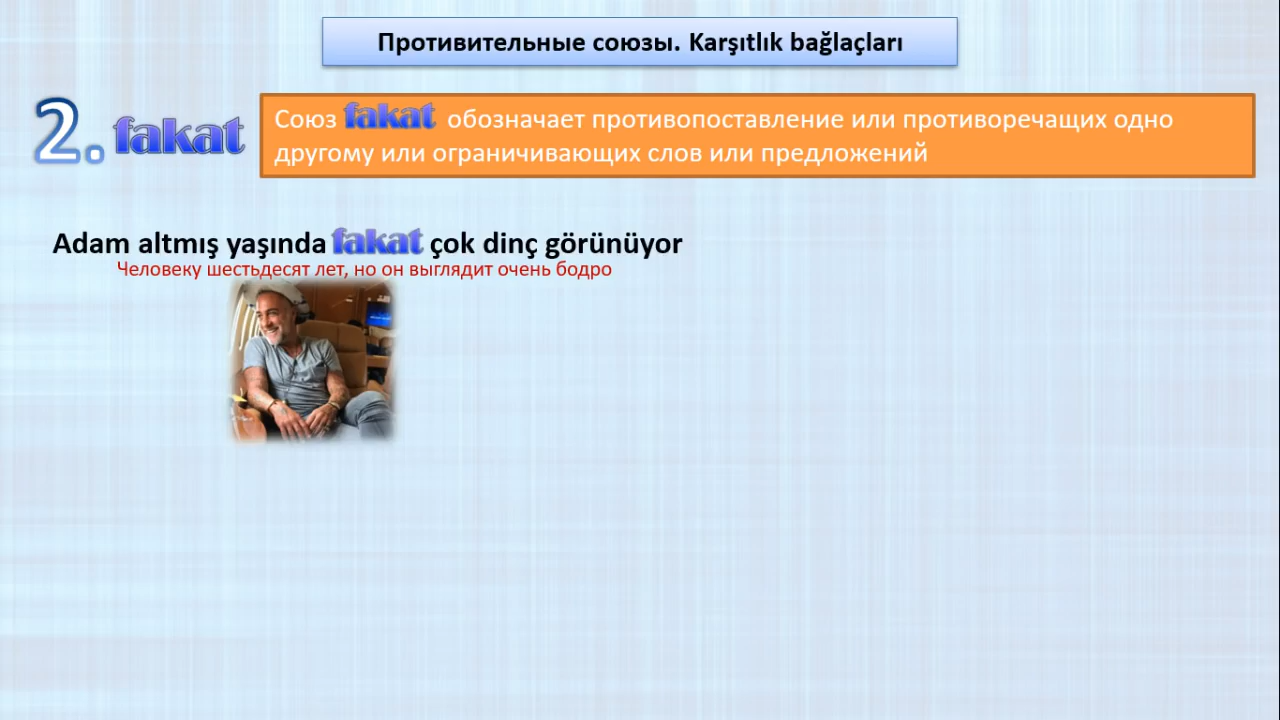 Противительные союзы. Karşıtlık bağlaçları
2. fakat
Союз fakat обозначает противопоставление или противоречащих одно
другому или ограничивающих слов или предложений
Adam altmış yaşında fakat çok dinç görünüyor
Человеку шестьдесят лет, но он выглядит очень бодро